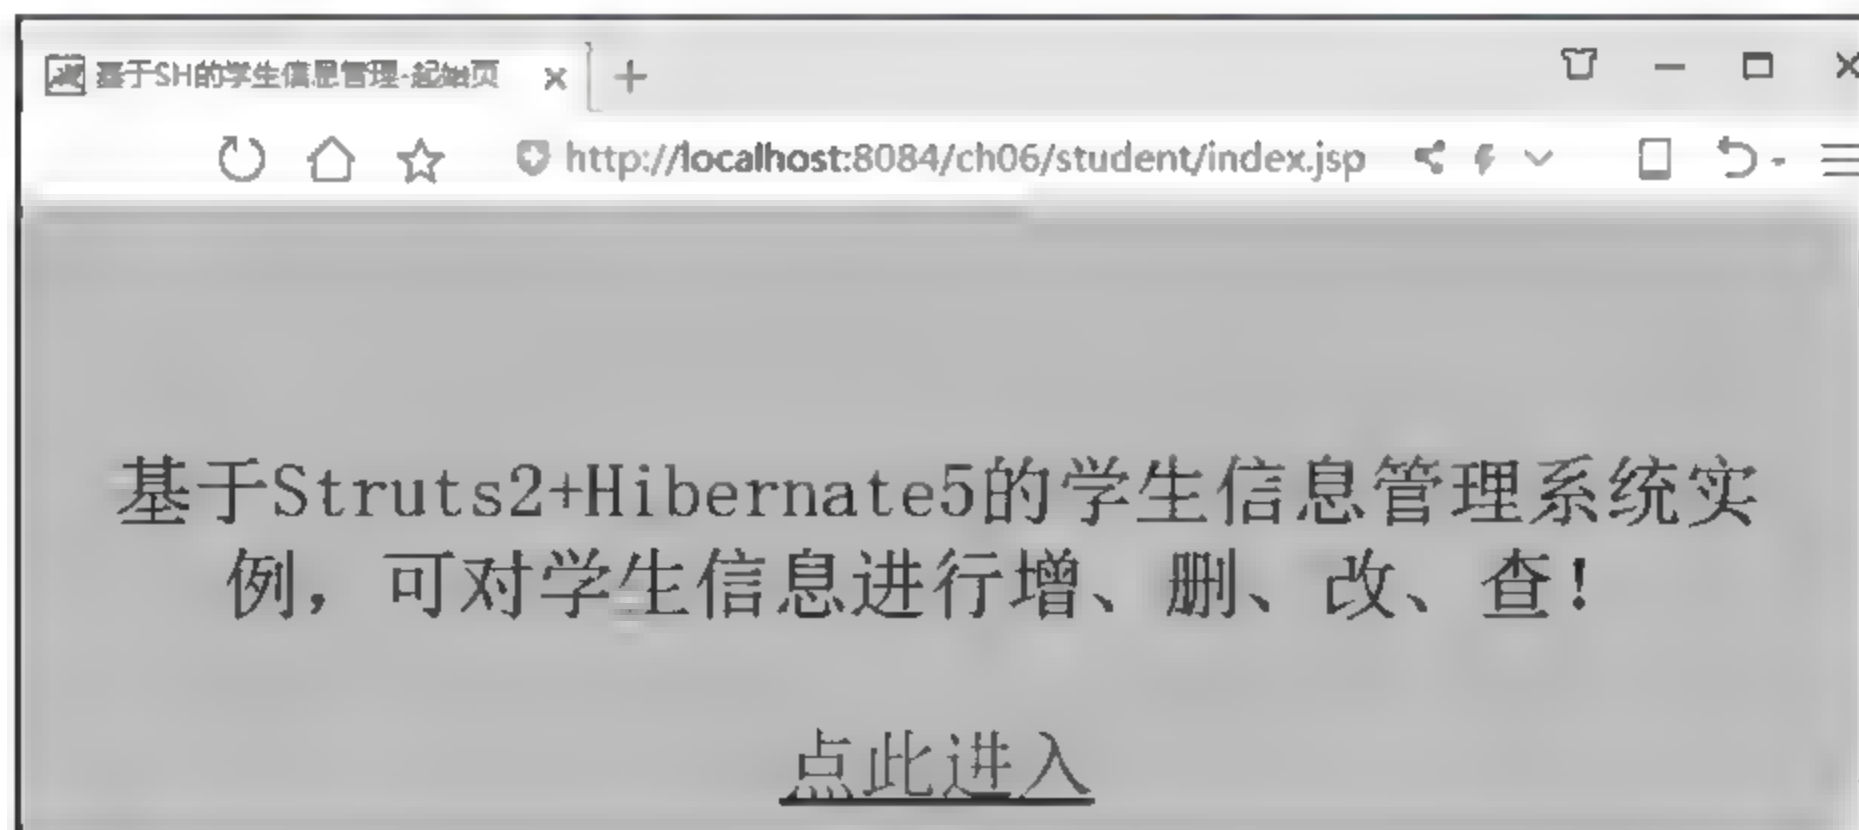 基于SH的学生信息管理-起始页
http://localhost:8084/ch06/student/index.jsp
基于Struts2+Hibernate5的学生信息管理系统实
例，可对学生信息进行增、删、改、查！
点此进入